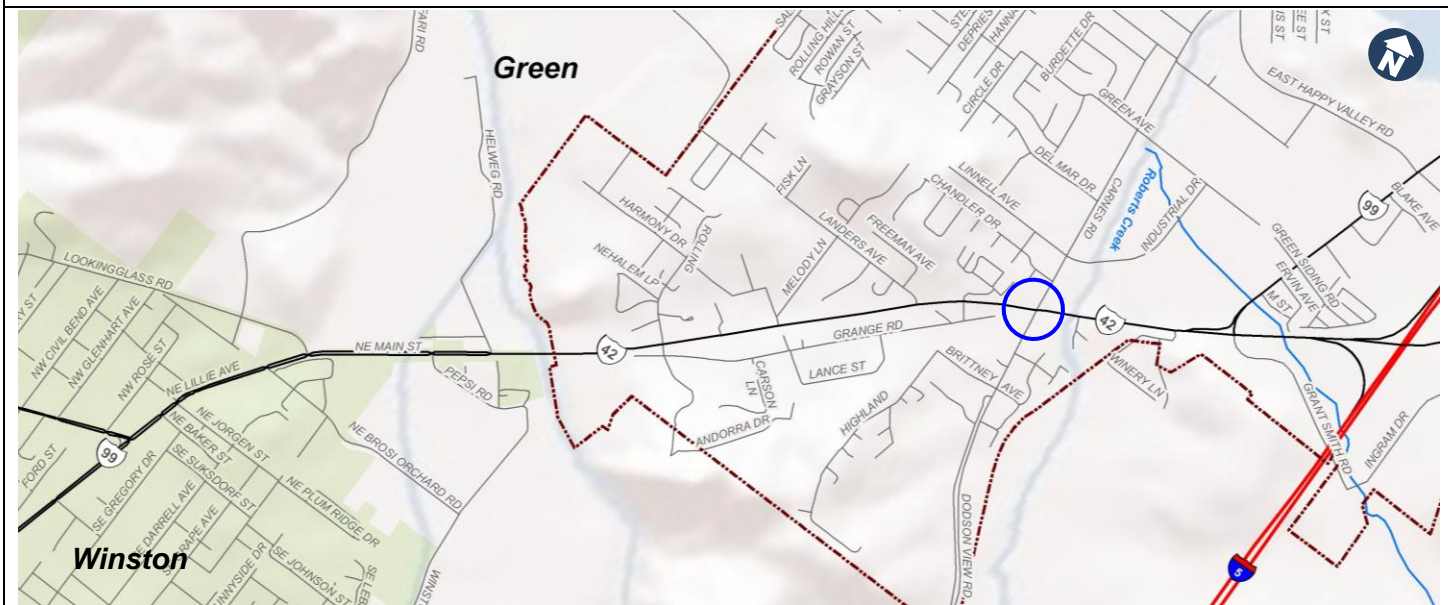 Green
Winston
N
ROLLING HILLS
ROWAN ST
GRAYSON ST
CIRCLE DR
BURDETTE DR
GREEN AVE
EAST HAPPY VALLEY RD
HELWEG RD
HARMONY DR
ROLLING
NEHALEM LP
FISK LN
LANDERS AVE
MELODY LN
FREEMAN AVE
CHANDLER DR
LINNELL AVE
DEL MAR DR
CARNES RD
Roberts Creek
INDUSTRIAL DR
99
BLAKE AVE
GREEN SIDING RD
ERVIN AVE
M ST
LOOKINGGLASS RD
NW CIVIL BEND AVE
NW GLENHART AVE
NW ROSE ST
NE LILLIE AVE
NE MAIN ST
42
GRANGE RD
42
PEPSI RD
CARSON LN
LANCE ST
BRITTNEY AVE
WINERY LN
HIGHLAND
ANDORRA DR
GRANT SMITH RD
INGRAM DR
99
FORD ST
NE JORGEN ST
NE BAKER ST
SE SUKSDORF ST
NE BROSI ORCHARD RD
NE PLUM RIDGE DR
SE GREGORY DR
SE DARRELL AVE
SE JOHNSON ST
DODSON VIEW RD
5